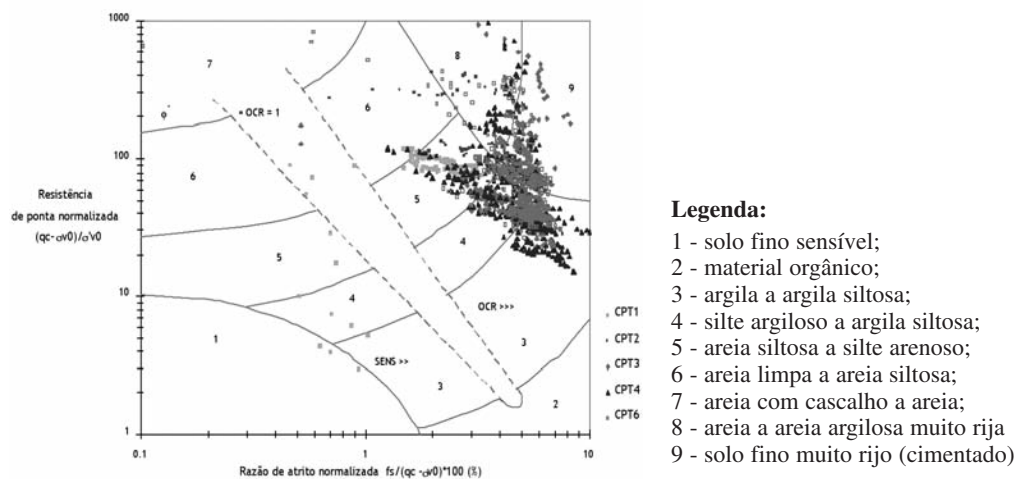 1000
100
10
1
0.1
1
10
Resistência
de ponta normalizada
(qc-σv0)/σ'v0
Razão de atrito normalizada fs/(qc -σv0)*100 (%)
7
OCR = 1
6
8
9
6
5
5
4
4
OCR >>>
3
1
SENS >>
3
2
CPT1
CPT2
CPT3
CPT4
CPT6
Legenda:
1 - solo fino sensível;
2 - material orgânico;
3 - argila a argila siltosa;
4 - silte argiloso a argila siltosa;
5 - areia siltosa a silte arenoso;
6 - areia limpa a areia siltosa;
7 - areia com cascalho a areia;
8 - areia a areia argilosa muito rija
9 - solo fino muito rijo (cimentado)